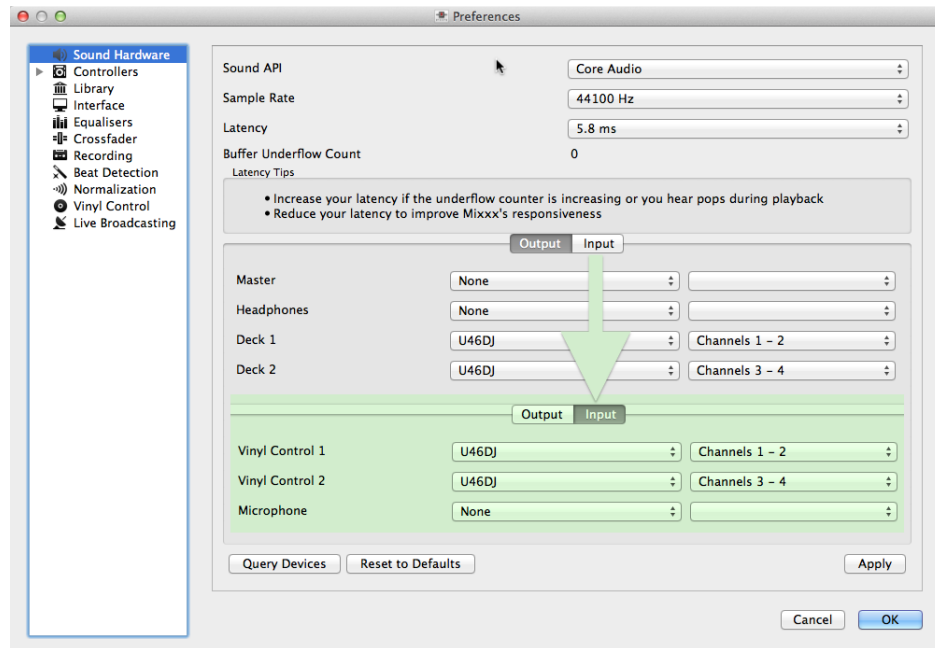 Preferences
Sound Hardware
Controllers
Library
Interface
Equalisers
Crossfader
Recording
Beat Detection
Normalization
Vinyl Control
Live Broadcasting
Sound API Core Audio
Sample Rate 44100 Hz
Latency 5.8 ms
Buffer Underflow Count 0
Latency Tips
• Increase your latency if the underflow counter is increasing or you hear pops during playback
• Reduce your latency to improve Mixxx's responsiveness
Output Input
Master None
Headphones None
Deck 1 U46DJ Channels 1 – 2
Deck 2 U46DJ Channels 3 – 4
Output Input
Vinyl Control 1 U46DJ Channels 1 – 2
Vinyl Control 2 U46DJ Channels 3 – 4
Microphone None
Query Devices Reset to Defaults Apply
Cancel OK